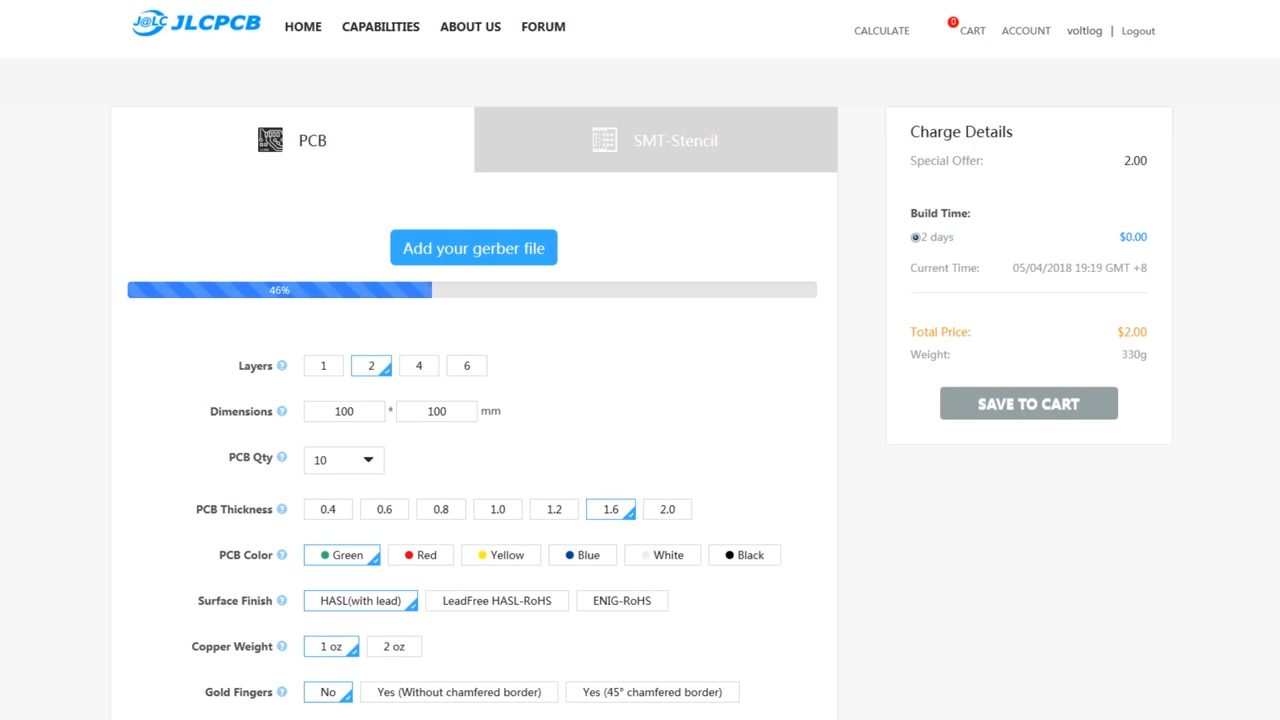 J@LC JLCPCB HOME CAPABILITIES ABOUT US FORUM CALCULATE 0 CART ACCOUNT voltlog | Logout
PCB SMT-Stencil
Add your gerber file
46%
Layers ? 1 2 4 6
Dimensions ? 100 * 100 mm
PCB Qty ? 10
PCB Thickness ? 0.4 0.6 0.8 1.0 1.2 1.6 2.0
PCB Color ? Green Red Yellow Blue White Black
Surface Finish ? HASL(with lead) LeadFree HASL-RoHS ENIG-RoHS
Copper Weight ? 1 oz 2 oz
Gold Fingers ? No Yes (Without chamfered border) Yes (45° chamfered border)
Charge Details
Special Offer: 2.00
Build Time:
2 days $0.00
Current Time: 05/04/2018 19:19 GMT +8
Total Price: $2.00
Weight: 330g
SAVE TO CART